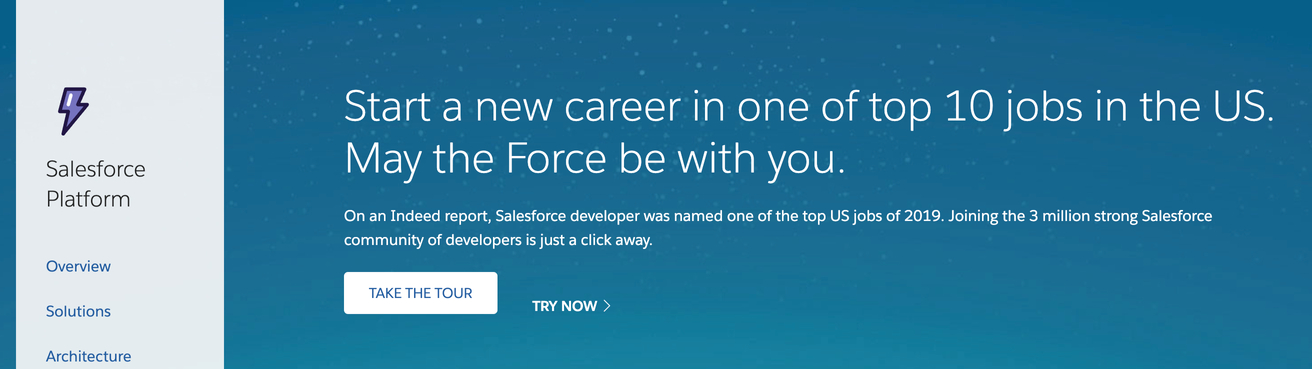 Salesforce
Platform
Overview
Solutions
Architecture
Start a new career in one of top 10 jobs in the US.
May the Force be with you.
On an Indeed report, Salesforce developer was named one of the top US jobs of 2019. Joining the 3 million strong Salesforce
community of developers is just a click away.
TAKE THE TOUR
TRY NOW